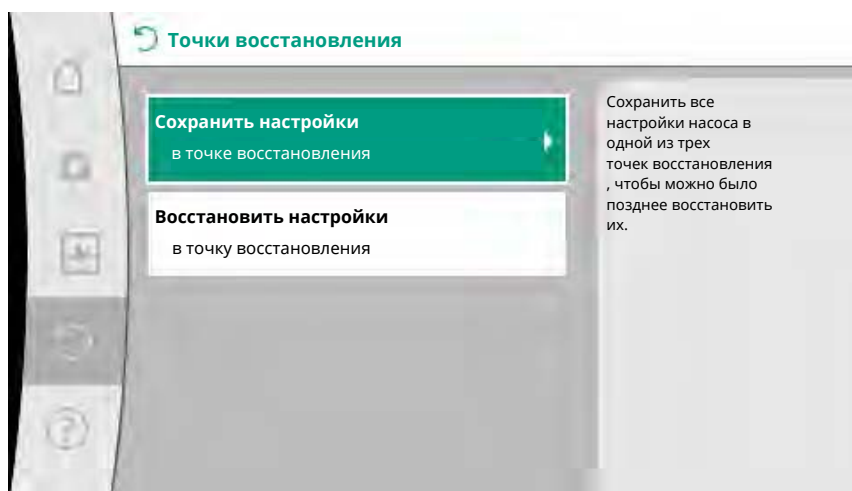 Точки восстановления
Сохранить настройки
в точке восстановления
Восстановить настройки
в точку восстановления
Сохранить все
настройки насоса в
одной из трех
точек восстановления
, чтобы можно было
позднее восстановить
их.